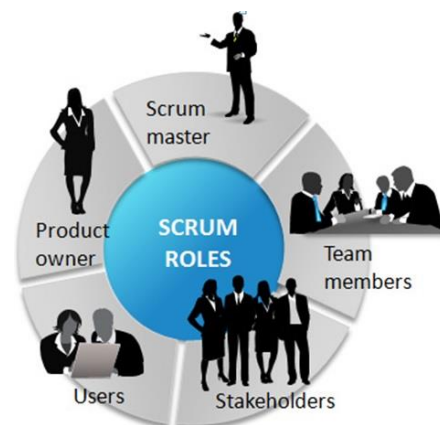 Scrum
master
Product
owner
SCRUM
ROLES
Team
members
Users
Stakeholders